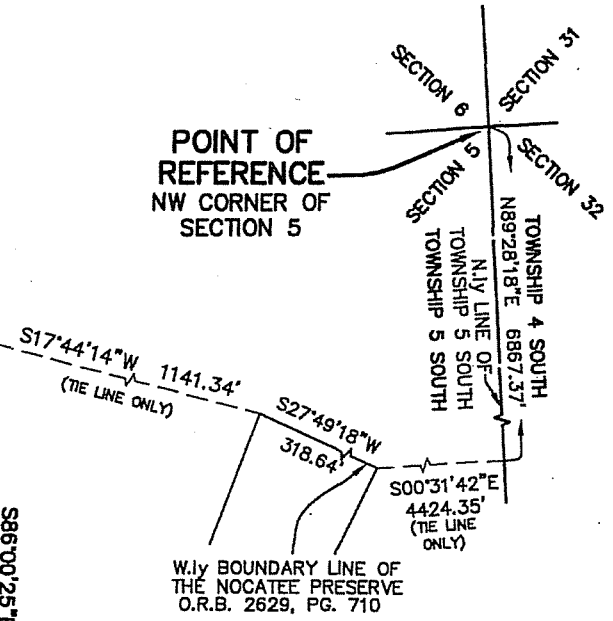 SECTION 6
SECTION 31
POINT OF
REFERENCE
NW CORNER OF
SECTION 5
SECTION 5
SECTION 32
TOWNSHIP 4 SOUTH
N89°28'18"E 6867.37'
N.ly LINE OF
TOWNSHIP 5 SOUTH
TOWNSHIP 5 SOUTH
S17°44'14"W 1141.34'
(TIE LINE ONLY)
S27°49'18"W
318.64'
S00°31'42"E
4424.35'
(TIE LINE
ONLY)
W.ly BOUNDARY LINE OF
THE NOCATEE PRESERVE
O.R.B. 2629, PG. 710
S86°00'25"